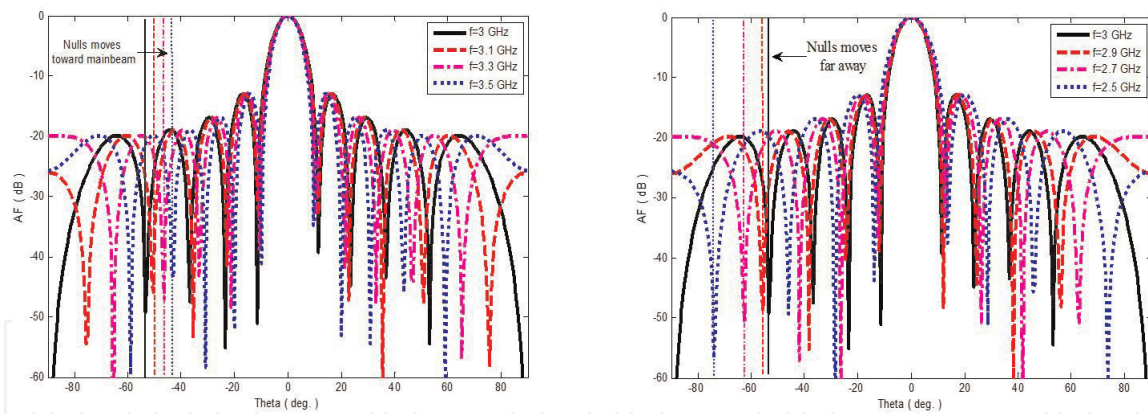 0
-10
-20
-30
-40
-50
-60
AF ( dB )
-80
-60
-40
-20
0
20
40
60
80
Theta ( deg. )
Nulls moves
toward mainbeam
f=3 GHz
f=3.1 GHz
f=3.3 GHz
f=3.5 GHz
0
-10
-20
-30
-40
-50
-60
AF ( dB )
-80
-60
-40
-20
0
20
40
60
80
Theta ( deg. )
Nulls moves
far away
f=3 GHz
f=2.9 GHz
f=2.7 GHz
f=2.5 GHz